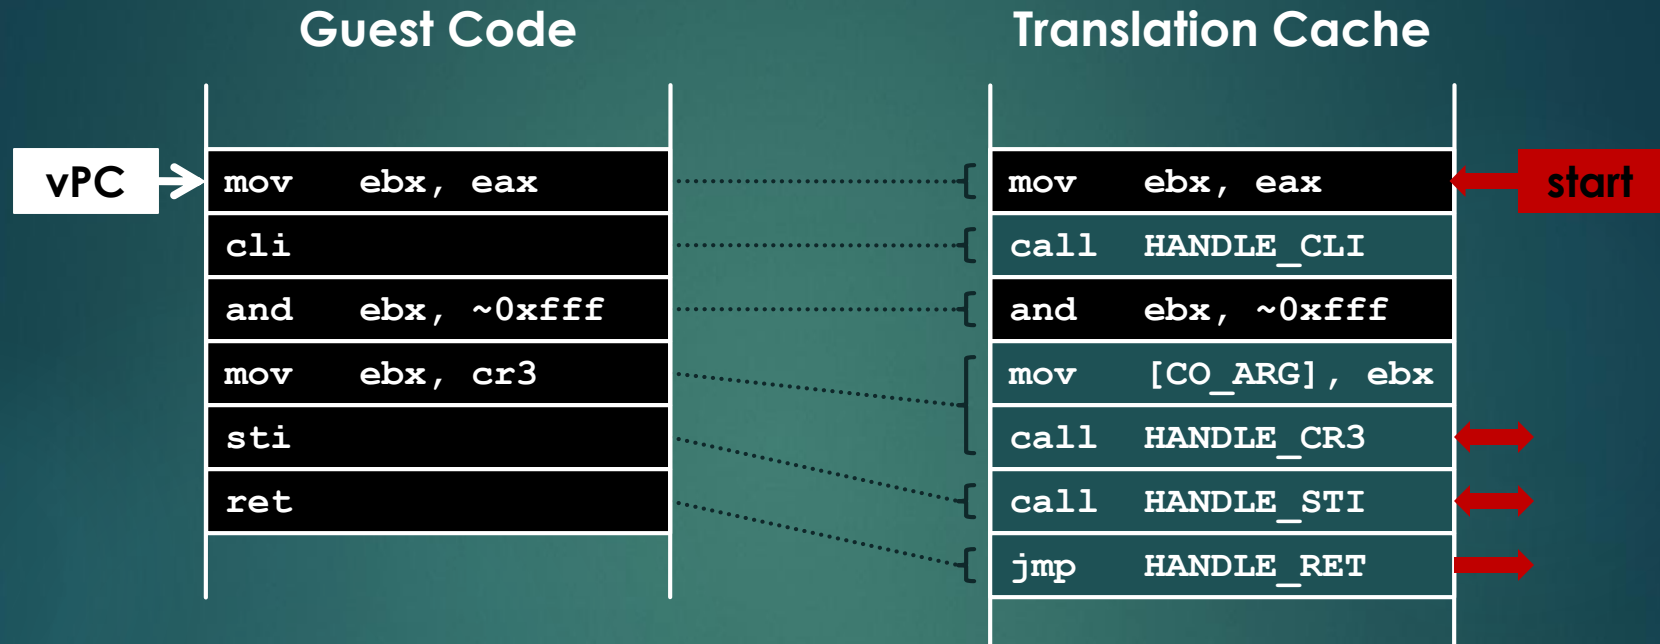 Guest Code
Translation Cache
vPC
mov ebx, eax
cli
and ebx, ~0xfff
mov ebx, cr3
sti
ret
mov ebx, eax
call HANDLE_CLI
and ebx, ~0xfff
mov [CO_ARG], ebx
call HANDLE_CR3
call HANDLE_STI
jmp HANDLE_RET
start